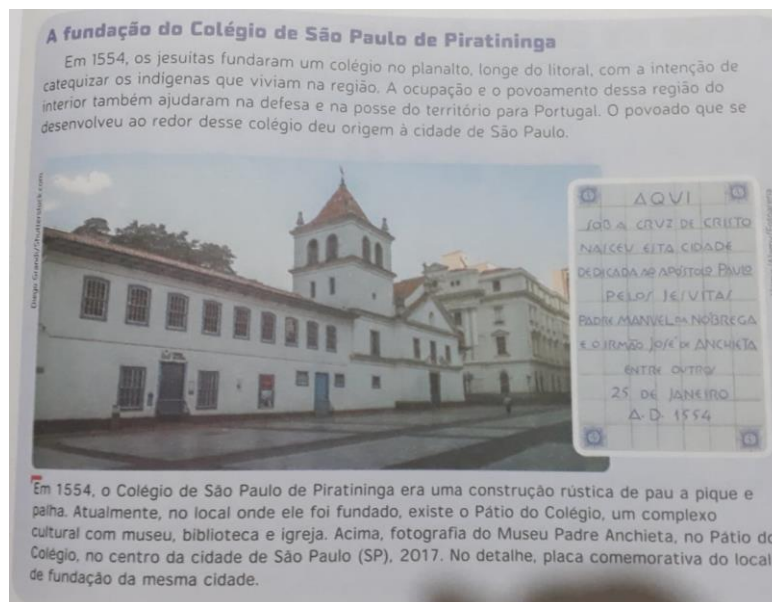 A fundação do Colégio de São Paulo de Piratininga
Em 1554, os jesuítas fundaram um colégio no planalto, longe do litoral, com a intenção de
catequizar os indígenas que viviam na região. A ocupação e o povoamento dessa região do
interior também ajudaram na defesa e na posse do território para Portugal. O povoado que se
desenvolveu ao redor desse colégio deu origem à cidade de São Paulo.
Diego Grandi/Shutterstock.com
AQVI
SOB A CRVZ DE CRISTO
NASCEV ESTA CIDADE
DEDICADA AO APÓSTOLO PAVLO
PELOS JESVITAS
PADRE MANVEL DA NÓBREGA
E O IRMÃO JOSÉ DE ANCHIETA
ENTRE OVTROS
25 DE JANEIRO
A·D· 1554
Em 1554, o Colégio de São Paulo de Piratininga era uma construção rústica de pau a pique e
palha. Atualmente, no local onde ele foi fundado, existe o Pátio do Colégio, um complexo
cultural com museu, biblioteca e igreja. Acima, fotografia do Museu Padre Anchieta, no Pátio do
Colégio, no centro da cidade de São Paulo (SP), 2017. No detalhe, placa comemorativa do local
de fundação da mesma cidade.